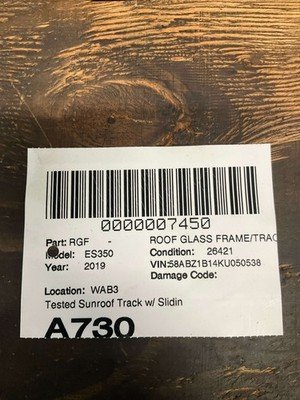 0000007450
Part: RGF - ROOF GLASS FRAME/TRAC
Model: ES350 Condition: 26421
Year: 2019 VIN:58ABZ1B14KU050538
Damage Code:
Location: WAB3
Tested Sunroof Track w/ Slidin
A730